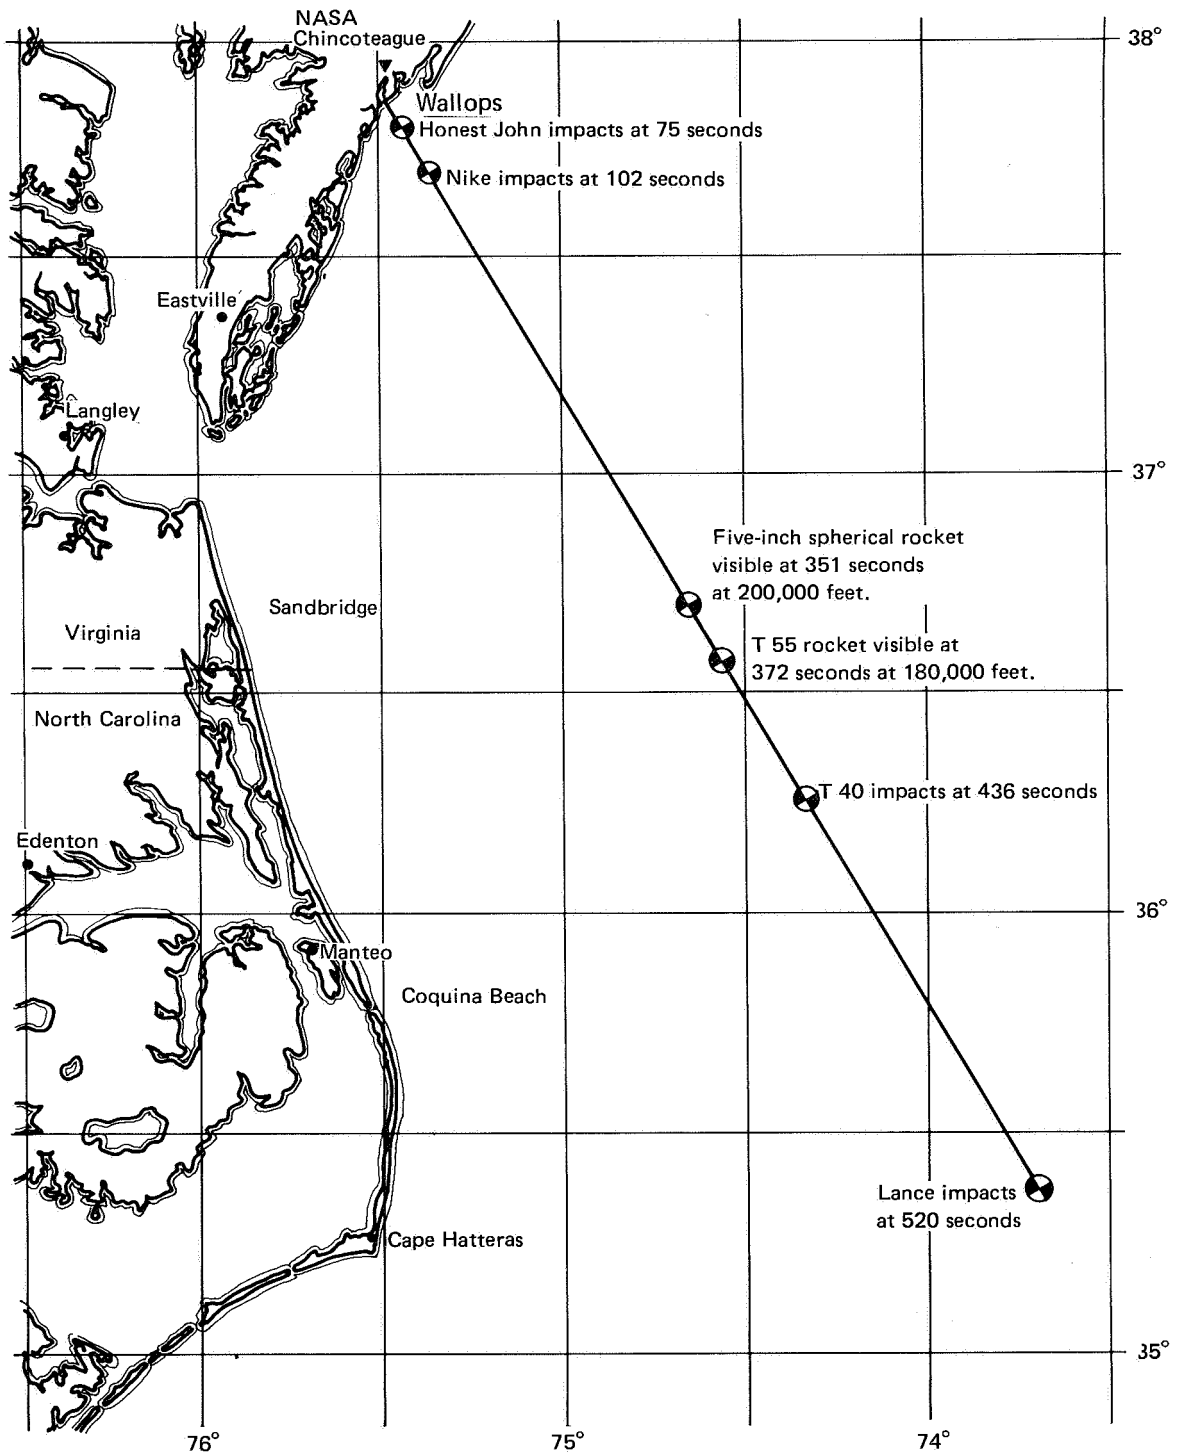 NASA
Chincoteague
38°
Wallops
Honest John impacts at 75 seconds
Nike impacts at 102 seconds
Eastville
Langley
37°
Five-inch spherical rocket
visible at 351 seconds
at 200,000 feet.
Sandbridge
Virginia
T 55 rocket visible at
372 seconds at 180,000 feet.
North Carolina
T 40 impacts at 436 seconds
Edenton
36°
Manteo
Coquina Beach
Lance impacts
at 520 seconds
Cape Hatteras
35°
76°
75°
74°